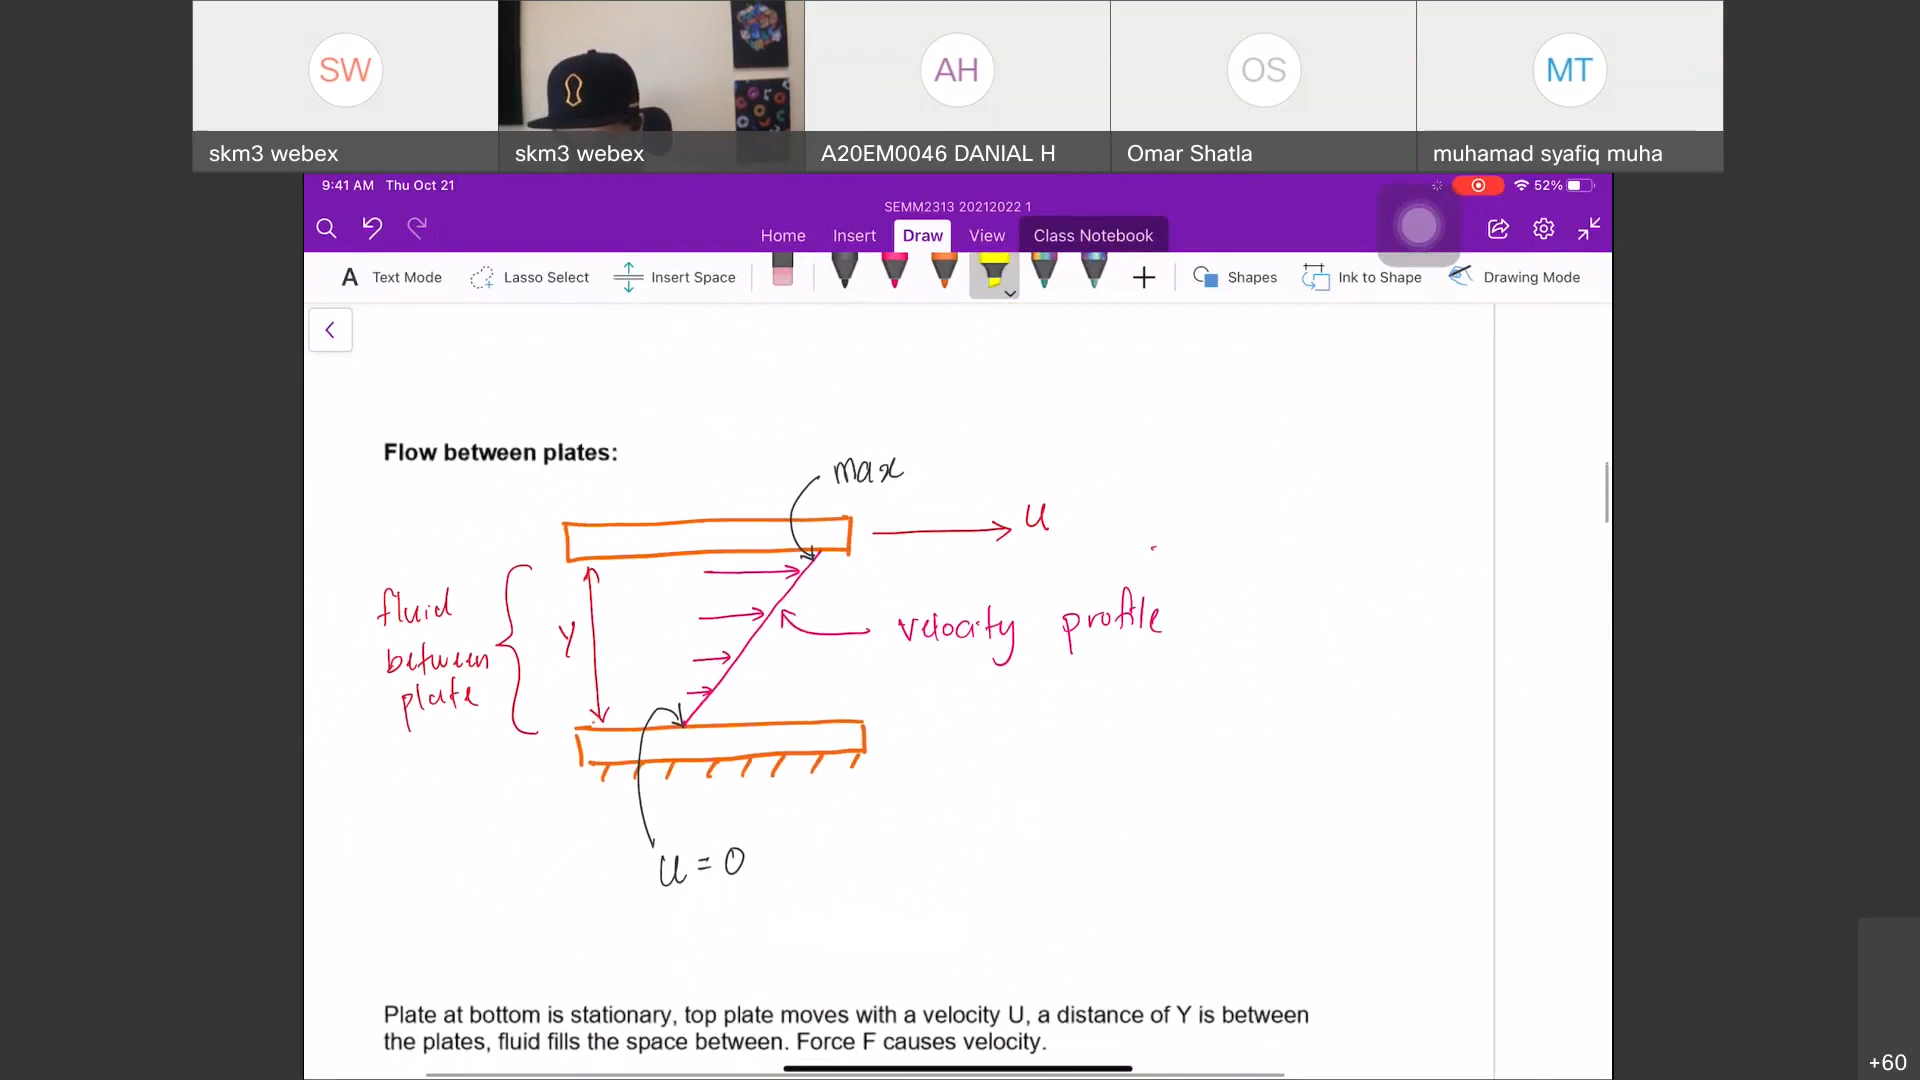 SW
AH
OS
MT
skm3 webex
skm3 webex
A20EM0046 DANIAL H
Omar Shatla
muhamad syafiq muha
9:41 AM Thu Oct 21
52%
SEMM2313 20212022 1
Home
Insert
Draw
View
Class Notebook
A Text Mode
Lasso Select
Insert Space
Shapes
Ink to Shape
Drawing Mode
Flow between plates:
max
u
fluid
between
plate
Y
velocity profile
u = 0
Plate at bottom is stationary, top plate moves with a velocity U, a distance of Y is between
the plates, fluid fills the space between. Force F causes velocity.
+60